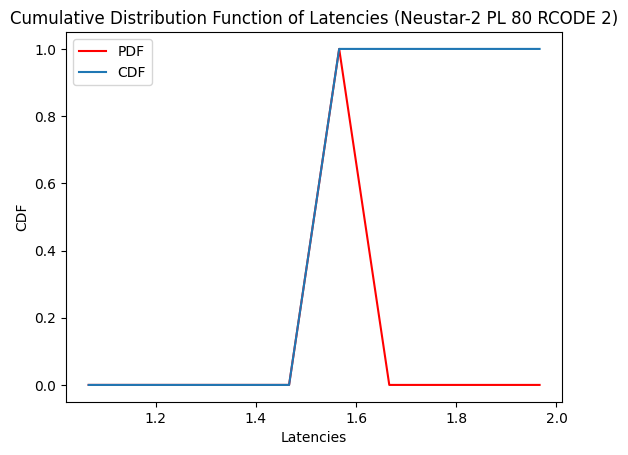 Cumulative Distribution Function of Latencies (Neustar-2 PL 80 RCODE 2)
PDF
CDF
1.0
0.8
0.6
0.4
0.2
0.0
CDF
1.2
1.4
1.6
1.8
2.0
Latencies